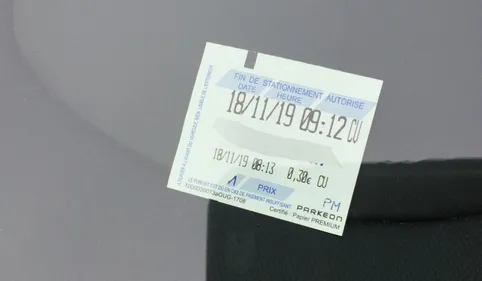 FIN DE STATIONNEMENT AUTORISE
DATE HEURE
18/11/19 09:12 CU
18/11/19 08:13 0,30€ CU
PRIX
PM
PARKEON
Certifié - Papier PREMIUM